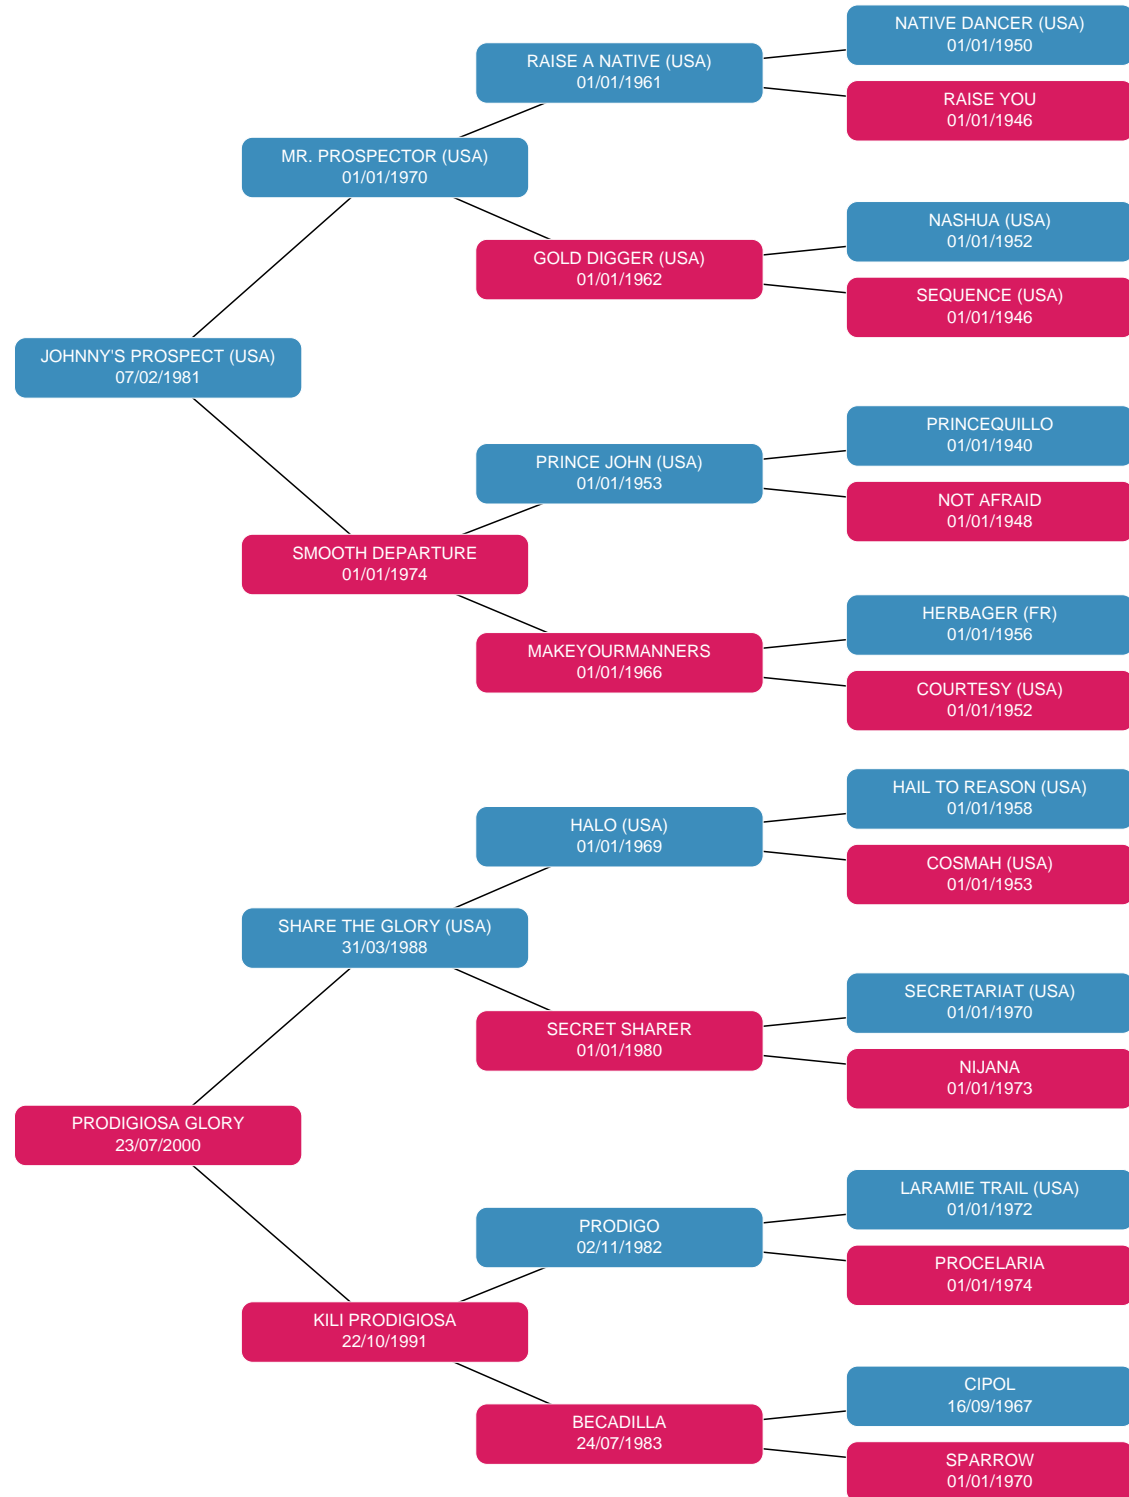 NATIVE DANCER (USA)
01/01/1950
RAISE A NATIVE (USA)
01/01/1961
RAISE YOU
01/01/1946
MR. PROSPECTOR (USA)
01/01/1970
NASHUA (USA)
01/01/1952
GOLD DIGGER (USA)
01/01/1962
SEQUENCE (USA)
01/01/1946
JOHNNY'S PROSPECT (USA)
07/02/1981
PRINCEQUILLO
01/01/1940
PRINCE JOHN (USA)
01/01/1953
NOT AFRAID
01/01/1948
SMOOTH DEPARTURE
01/01/1974
HERBAGER (FR)
01/01/1956
MAKEYOURMANNERS
01/01/1966
COURTESY (USA)
01/01/1952
HAIL TO REASON (USA)
01/01/1958
HALO (USA)
01/01/1969
COSMAH (USA)
01/01/1953
SHARE THE GLORY (USA)
31/03/1988
SECRETARIAT (USA)
01/01/1970
SECRET SHARER
01/01/1980
NIJANA
01/01/1973
PRODIGIOSA GLORY
23/07/2000
LARAMIE TRAIL (USA)
01/01/1972
PRODIGO
02/11/1982
PROCELARIA
01/01/1974
KILI PRODIGIOSA
22/10/1991
CIPOL
16/09/1967
BECADILLA
24/07/1983
SPARROW
01/01/1970